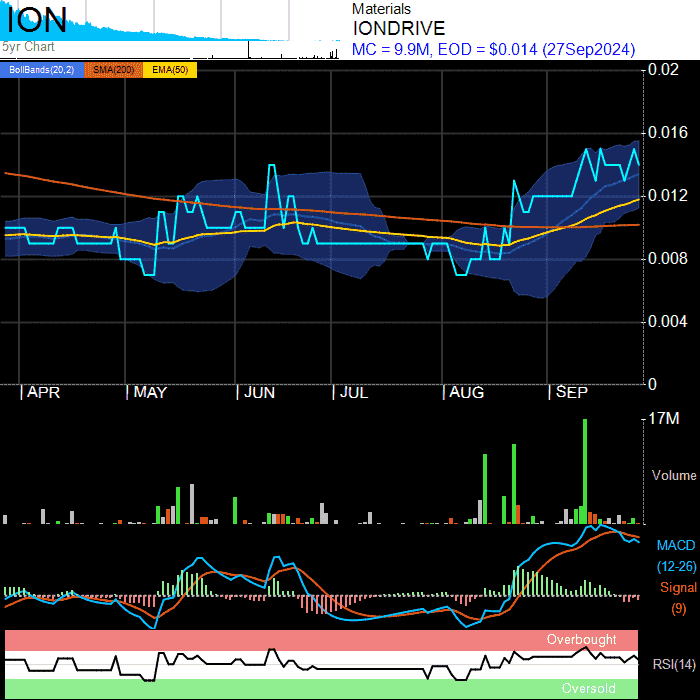 ION
5yr Chart
Materials
IONDRIVE
MC = 9.9M, EOD = $0.014 (27Sep2024)
BollBands(20,2) SMA(200) EMA(50)
0.02
0.016
0.012
0.008
0.004
0
APR MAY JUN JUL AUG SEP
17M
Volume
MACD
(12-26)
Signal
(9)
Overbought
RSI(14)
Oversold